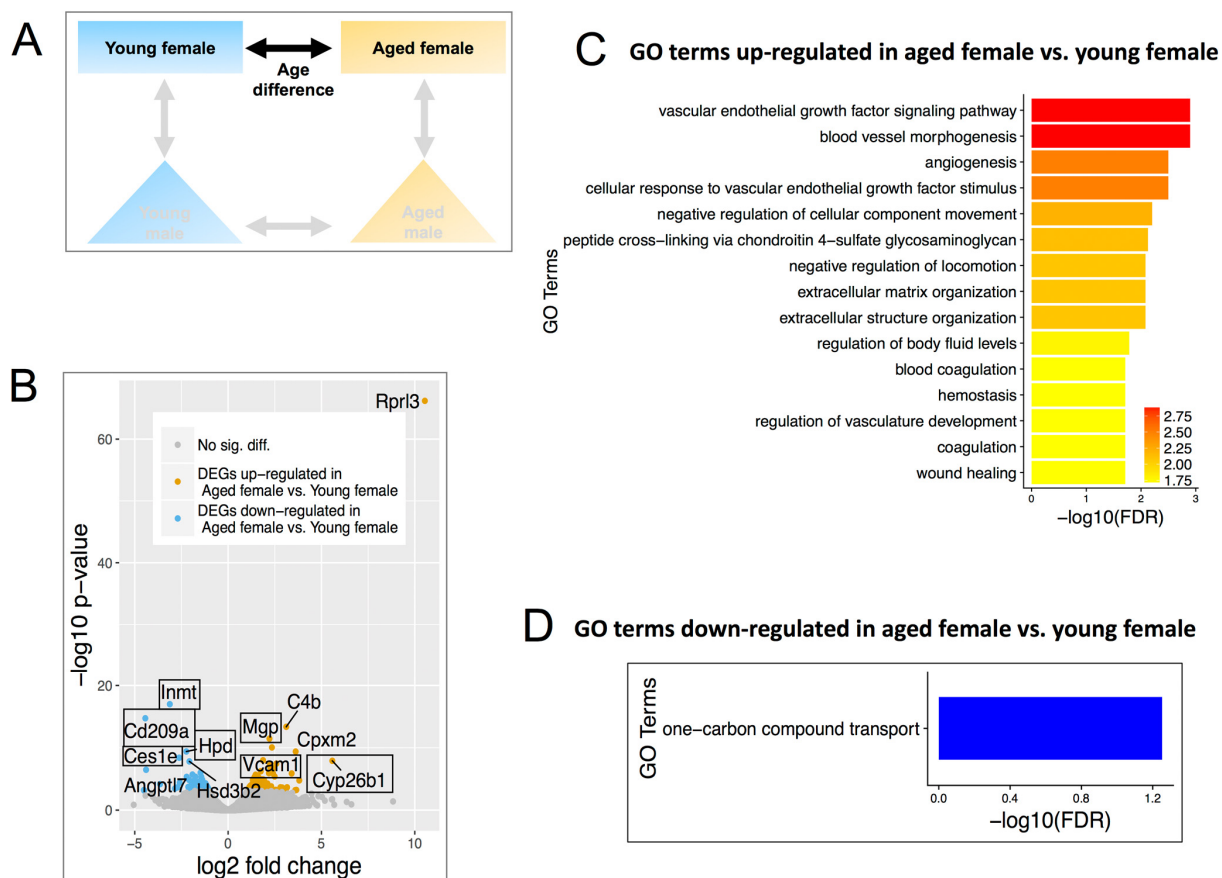 A
Young female
Aged female
Age
difference
Young
male
Aged
male
B
Rprl3
No sig. diff.
DEGs up-regulated in
Aged female vs. Young female
DEGs down-regulated in
Aged female vs. Young female
60
40
20
0
−log10 p-value
Inmt
C4b
Cd209a
Mgp
Hpd
Cpxm2
Ces1e
Vcam1
Cyp26b1
Angptl7
Hsd3b2
−5
0
5
10
log2 fold change
C
GO terms up-regulated in aged female vs. young female
GO Terms
vascular endothelial growth factor signaling pathway
blood vessel morphogenesis
angiogenesis
cellular response to vascular endothelial growth factor stimulus
negative regulation of cellular component movement
peptide cross−linking via chondroitin 4−sulfate glycosaminoglycan
negative regulation of locomotion
extracellular matrix organization
extracellular structure organization
regulation of body fluid levels
blood coagulation
hemostasis
regulation of vasculature development
coagulation
wound healing
2.75
2.50
2.25
2.00
1.75
0
1
2
3
−log10(FDR)
D
GO terms down-regulated in aged female vs. young female
GO Terms
one−carbon compound transport
0.0
0.4
0.8
1.2
−log10(FDR)